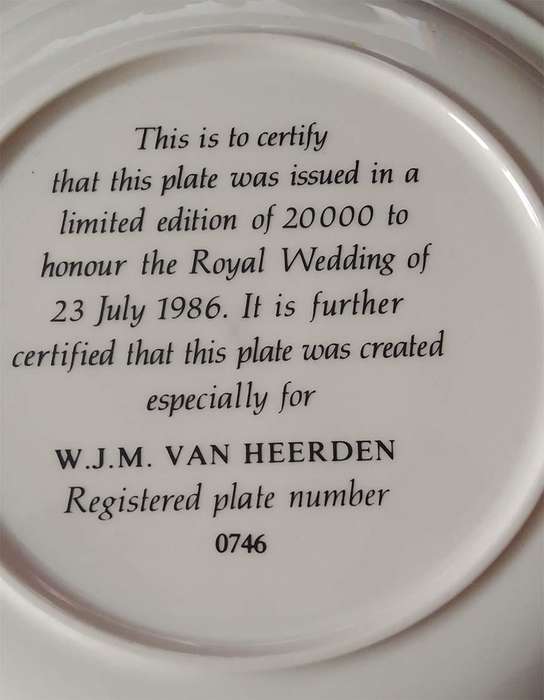 This is to certify
that this plate was issued in a
limited edition of 20000 to
honour the Royal Wedding of
23 July 1986. It is further
certified that this plate was created
especially for
W.J.M. VAN HEERDEN
Registered plate number
0746